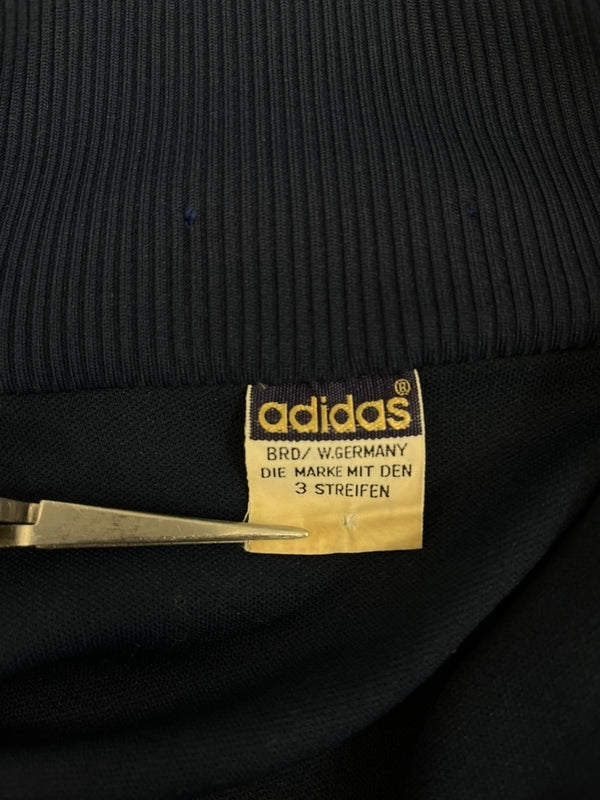 adidas®
BRD/ W.GERMANY
DIE MARKE MIT DEN
3 STREIFEN